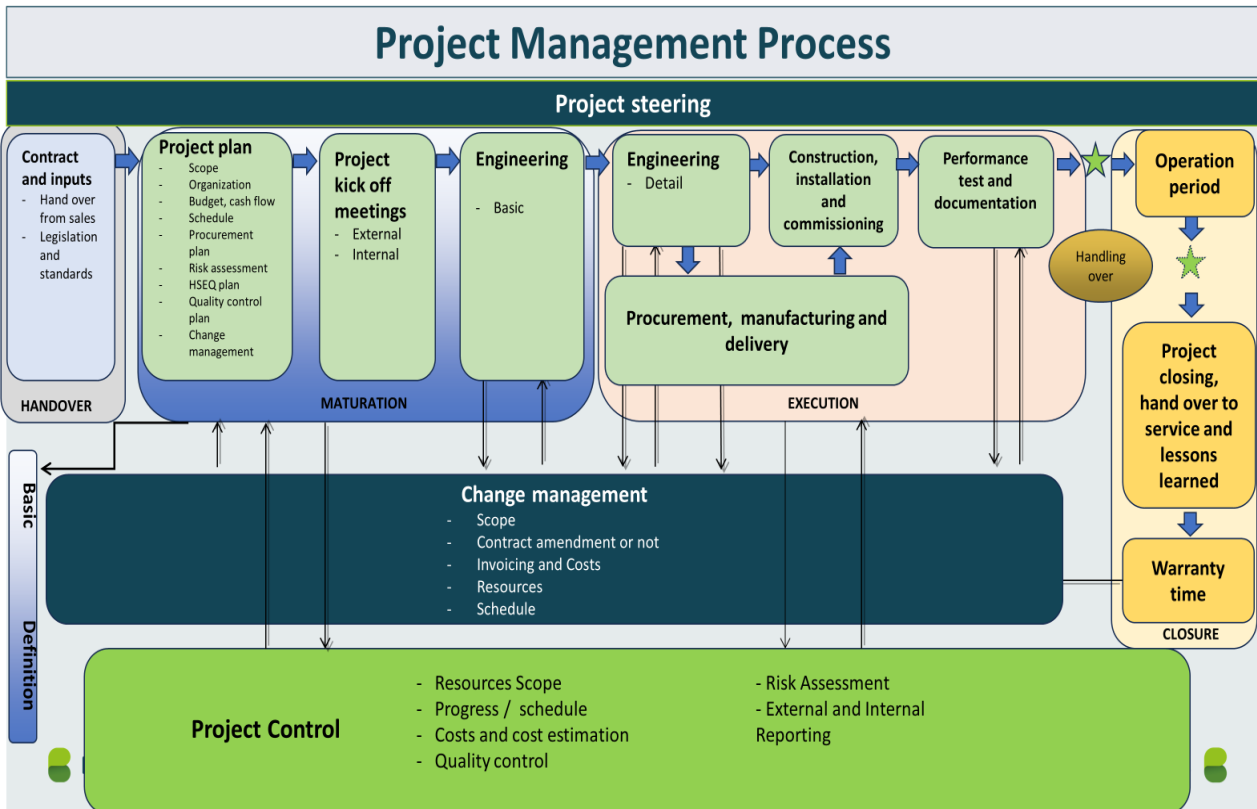 Project Management Process
Project steering
Contract
and inputs
- Hand over
from sales
- Legislation
and
standards
HANDOVER
Project plan
- Scope
- Organization
- Budget, cash flow
- Schedule
- Procurement
plan
- Risk assessment
- HSEQ plan
- Quality control
plan
- Change
management
Project
kick off
meetings
- External
- Internal
Engineering
- Basic
MATURATION
Engineering
- Detail
Construction,
installation
and
commissioning
Performance
test and
documentation
Procurement, manufacturing and
delivery
EXECUTION
Handling
over
Operation
period
Project
closing,
hand over to
service and
lessons
learned
Warranty
time
CLOSURE
Basic Definition
Change management
- Scope
- Contract amendment or not
- Invoicing and Costs
- Resources
- Schedule
Project Control
- Resources Scope
- Progress / schedule
- Costs and cost estimation
- Quality control
- Risk Assessment
- External and Internal
Reporting